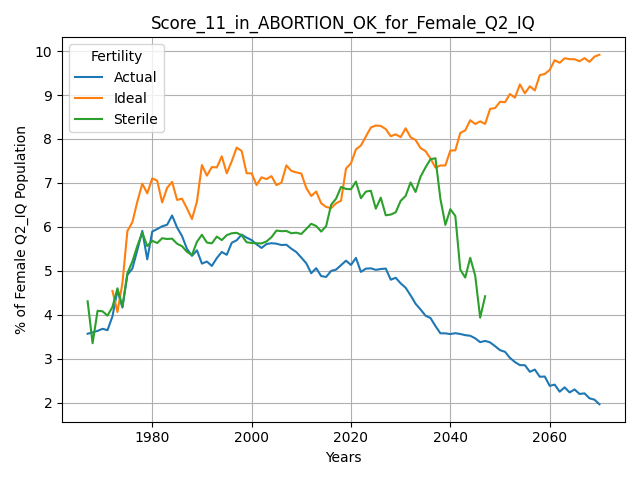 Score_11_in_ABORTION_OK_for_Female_Q2_IQ
Fertility
Actual
Ideal
Sterile
% of Female Q2_IQ Population
10
9
8
7
6
5
4
3
2
1980
2000
2020
2040
2060
Years